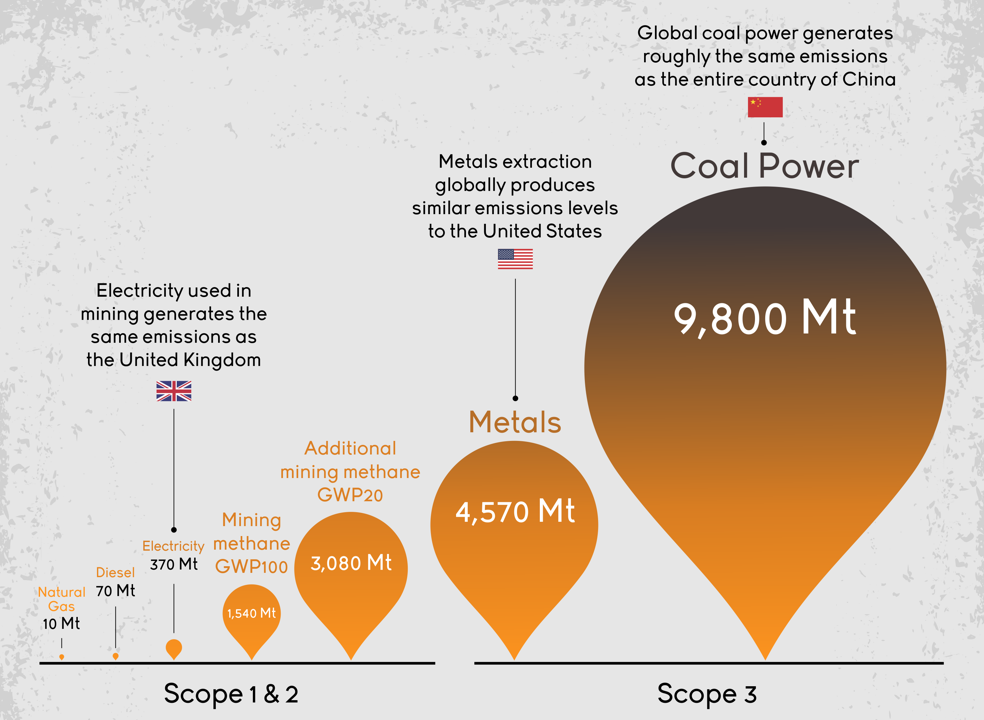 Global coal power generates
roughly the same emissions
as the entire country of China
Coal Power
9,800 Mt
Metals extraction
globally produces
similar emissions levels
to the United States
Metals
4,570 Mt
Electricity used in
mining generates the
same emissions as
the United Kingdom
Additional
mining methane
GWP20
3,080 Mt
Mining
methane
GWP100
1,540 Mt
Electricity
370 Mt
Diesel
70 Mt
Natural
Gas
10 Mt
Scope 1 & 2
Scope 3